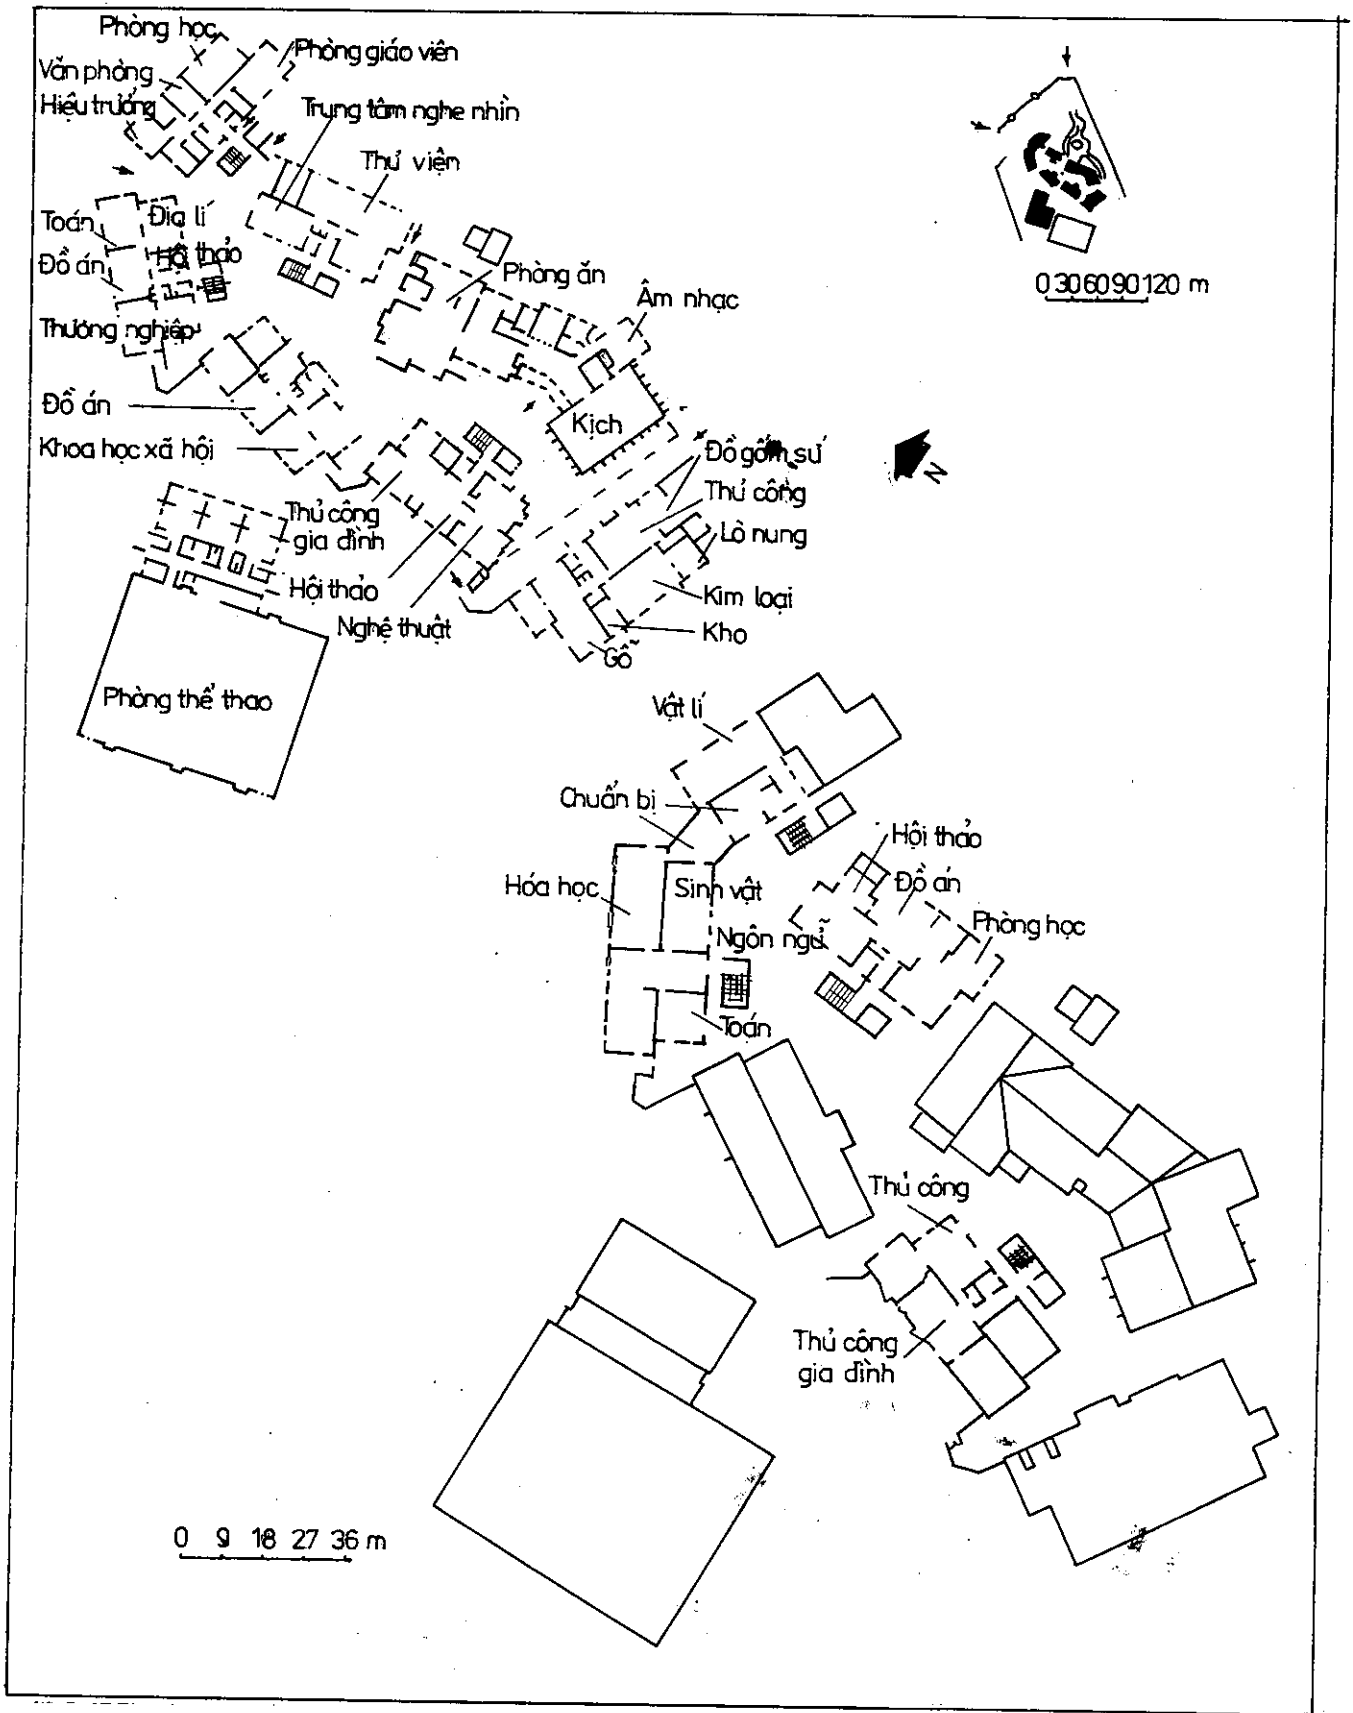 Phòng học
Phòng giáo viên
Văn phòng
Hiệu trưởng
Trung tâm nghe nhìn
Thư viện
Toán
Địa lí
Đồ án
Hội thảo
Phòng ăn
Âm nhạc
0 30 60 90 120 m
Thương nghiệp
Đồ án
Kịch
Khoa học xã hội
Đồ gốm sứ
N
Thủ công
Thủ công
gia đình
Lò nung
Hội thảo
Kim loại
Nghệ thuật
Kho
Gỗ
Phòng thể thao
Vật lí
Chuẩn bị
Hội thảo
Hóa học
Sinh vật
Đồ án
Ngôn ngữ
Phòng học
Toán
Thủ công
Thủ công
gia đình
0 9 18 27 36 m